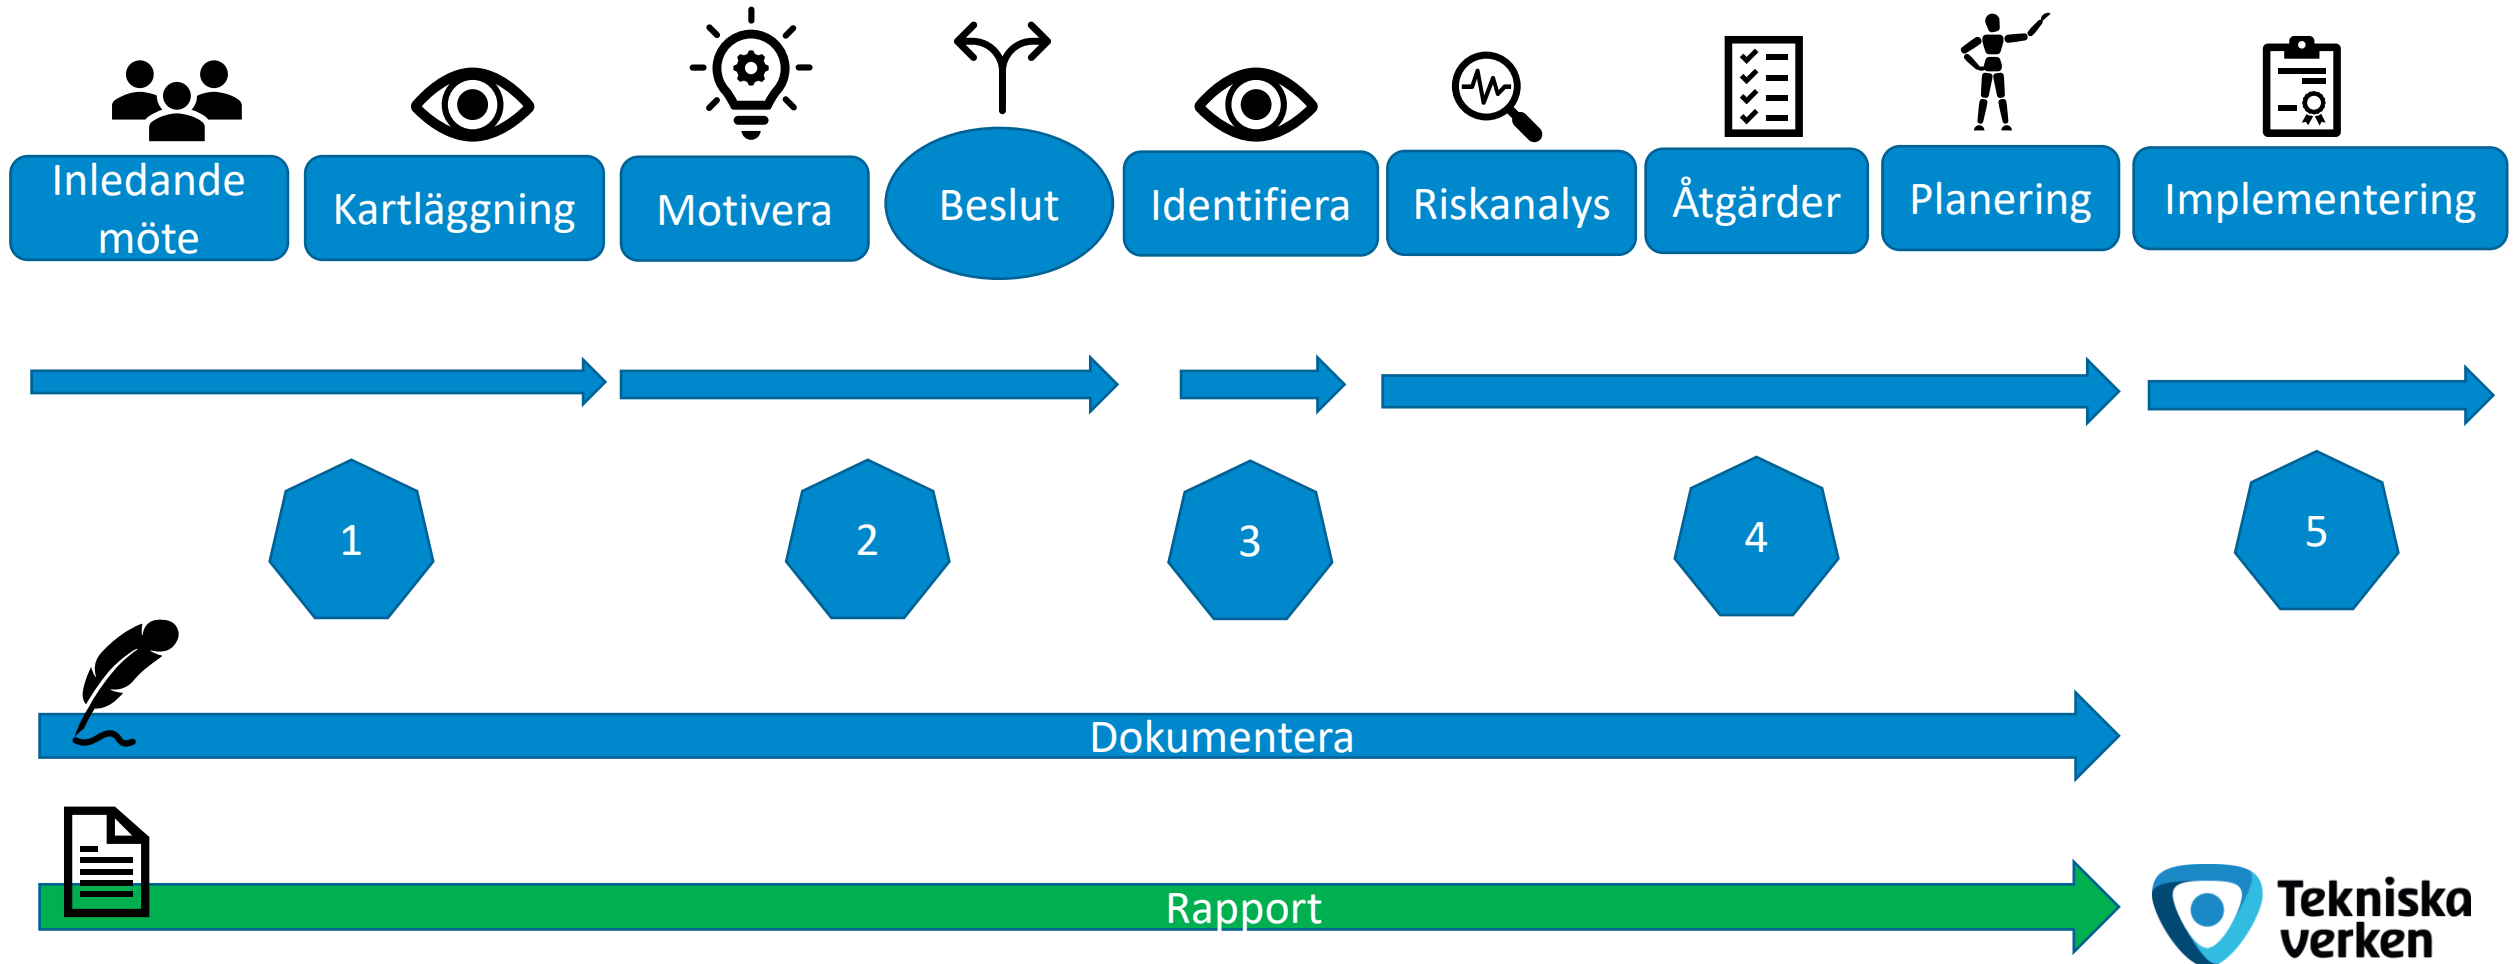 Inledande
möte
Kartläggning
Motivera
Beslut
Identifiera
Riskanalys
Åtgärder
Planering
Implementering
1
2
3
4
5
Dokumentera
Rapport
Tekniska
verken